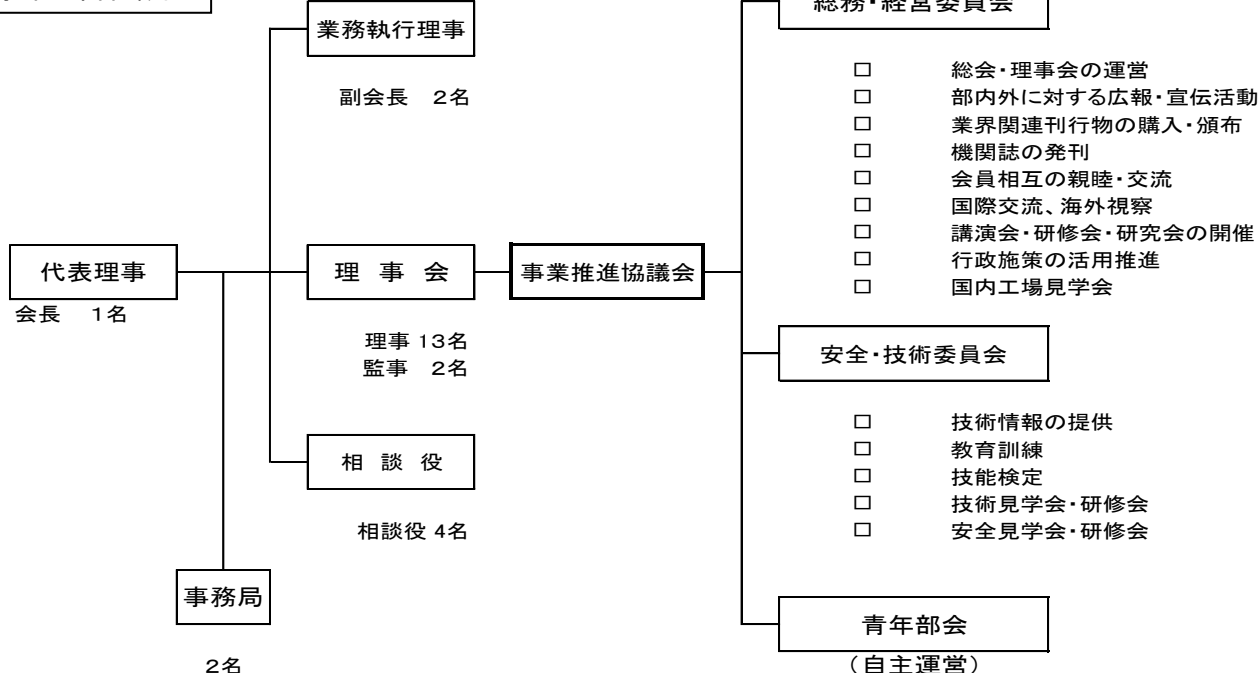 業務執行理事
副会長　2名
代表理事
会長　1名
理　事　会
理事 13名
監事　2名
相　談　役
相談役 4名
事務局
2名
事業推進協議会
総務・経営委員会
□　総会・理事会の運営
□　部内外に対する広報・宣伝活動
□　業界関連刊行物の購入・頒布
□　機関誌の発刊
□　会員相互の親睦・交流
□　国際交流、海外視察
□　講演会・研修会・研究会の開催
□　行政施策の活用推進
□　国内工場見学会
安全・技術委員会
□　技術情報の提供
□　教育訓練
□　技能検定
□　技術見学会・研修会
□　安全見学会・研修会
青年部会
（自主運営）